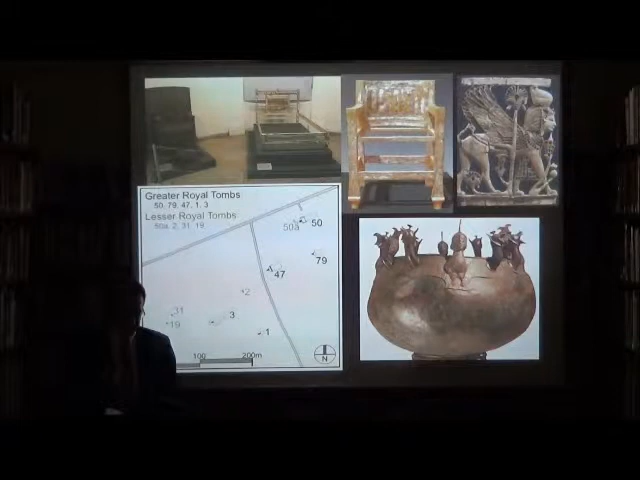 Greater Royal Tombs
50, 79, 47, 1, 3
Lesser Royal Tombs
50a, 2, 31, 19
50a
50
79
47
2
31
19
3
1
100
200m
N